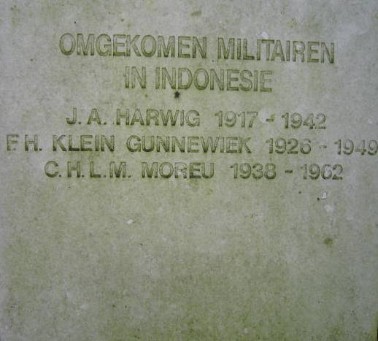 OMGEKOMEN MILITAIREN
IN INDONESIE
J.A. HARWIG 1917 - 1942
F.H. KLEIN GUNNEWIEK 1926 - 1949
C.H.L.M. MOREU 1938 - 1962